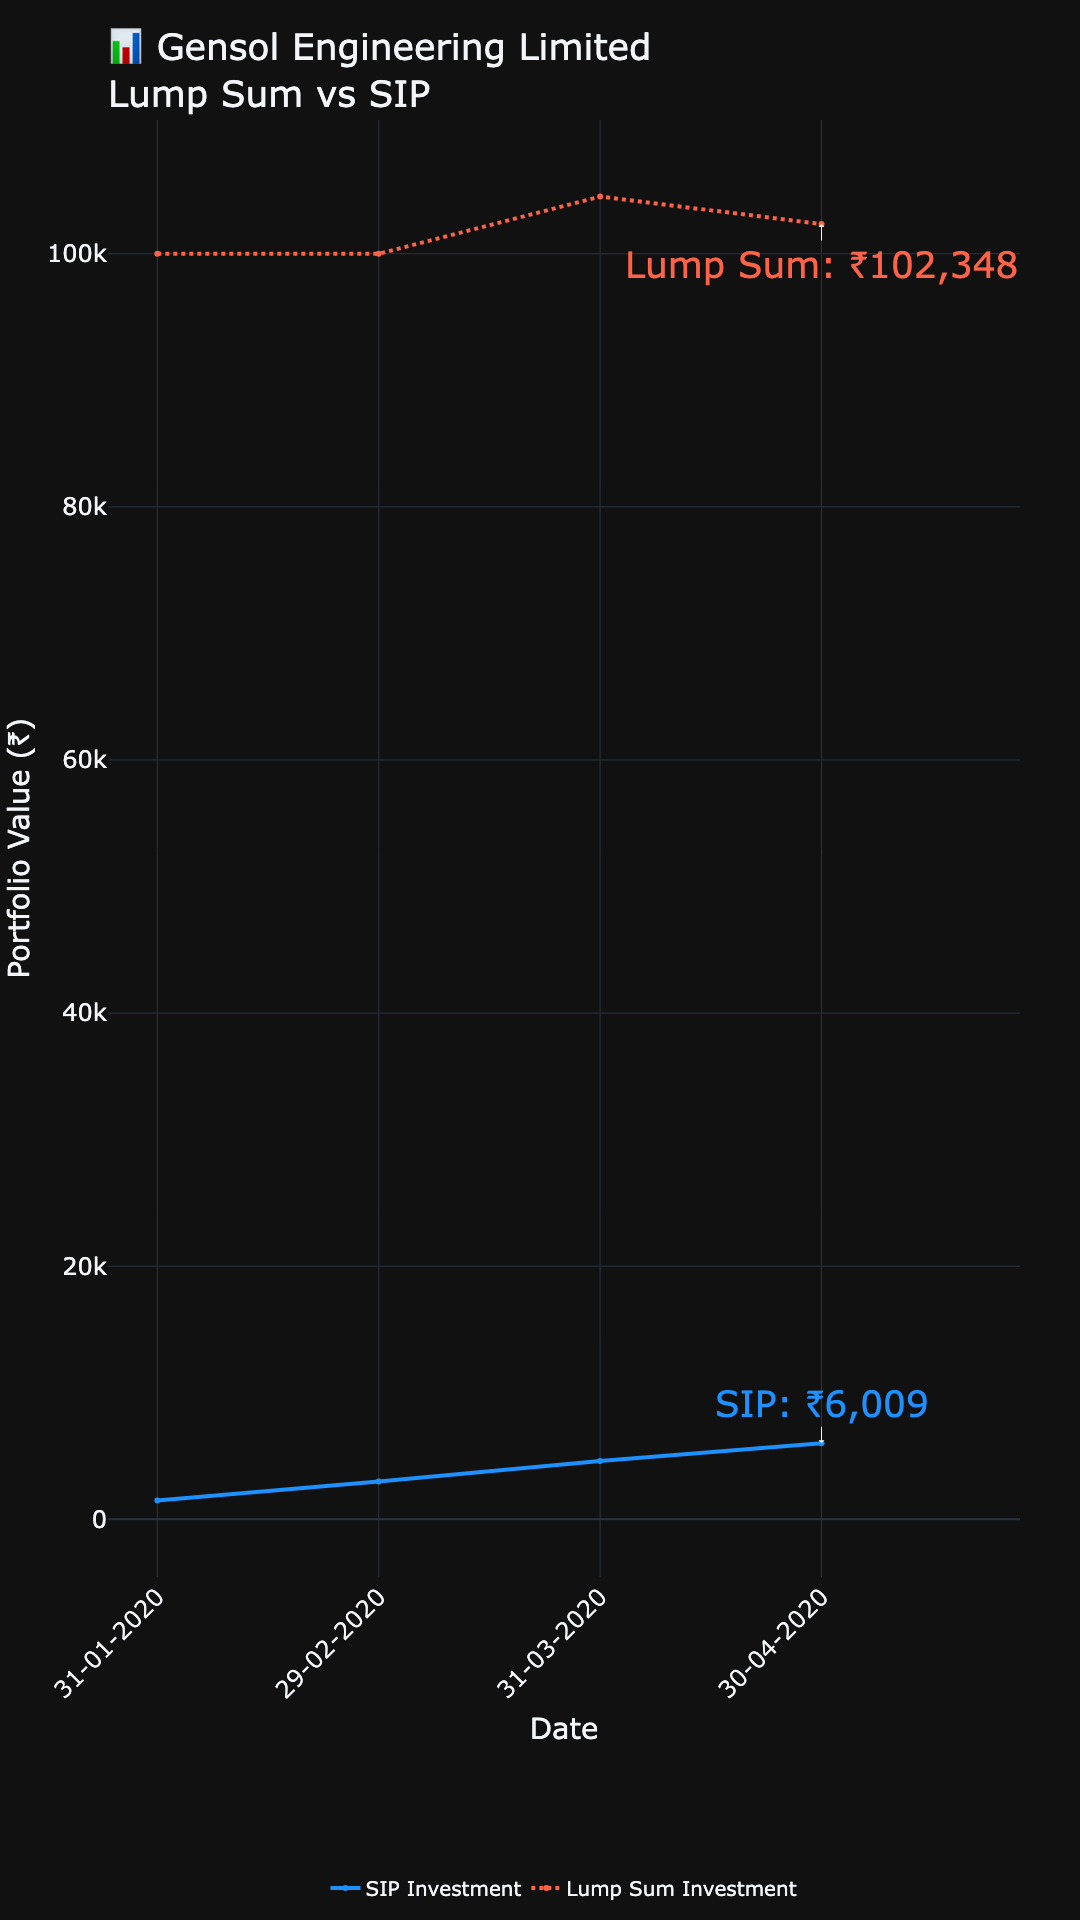 📊 Gensol Engineering Limited
Lump Sum vs SIP
100k
80k
60k
40k
20k
0
Portfolio Value (₹)
Lump Sum: ₹102,348
SIP: ₹6,009
31-01-2020
29-02-2020
31-03-2020
30-04-2020
Date
SIP Investment
Lump Sum Investment